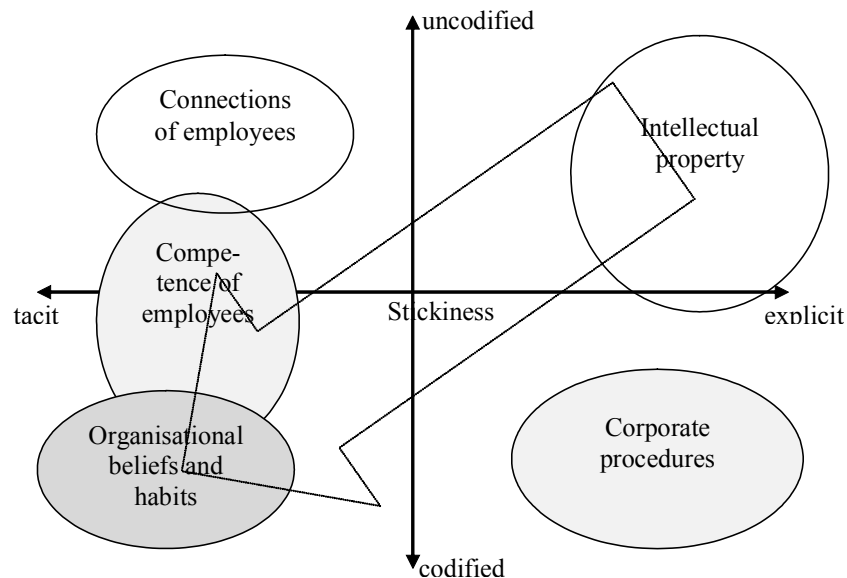 uncodified
Connections
of employees
Intellectual
property
Compe-
tence of
employees
tacit
Stickiness
explicit
Organisational
beliefs and
habits
Corporate
procedures
codified